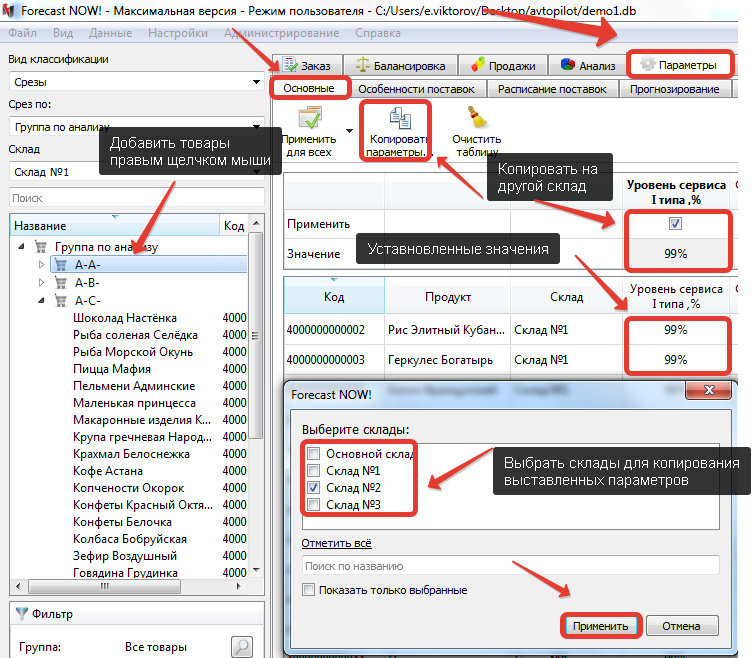 Forecast NOW! - Максимальная версия - Режим пользователя - C:/Users/e.viktorov/Desktop/avtopilot/demo1.db
Файл Вид Данные Настройки Администрирование Справка
Вид классификации
Срезы
Срез по:
Группа по анализу
Склад
Склад №1
Поиск
Название Код
Группа по анализу
A-A-
A-B-
A-C-
Шоколад Настёнка 4000
Рыба соленая Селёдка 4000
Рыба Морской Окунь 4000
Пицца Мафия 4000
Пельмени Админские 4000
Маленькая принцесса 4000
Макаронные изделия К... 4000
Крупа гречневая Народ... 4000
Крахмал Белоснежка 4000
Кофе Астана 4000
Копчености Окорок 4000
Конфеты Красный Октя... 4000
Конфеты Белочка 4000
Колбаса Бобруйская 4000
Зефир Воздушный 4000
Говядина Грудинка 4000
Фильтр
Группа: Все товары
Добавить товары
правым щелчком мыши
Заказ Балансировка Продажи Анализ Параметры
Основные Особенности поставок Расписание поставок Прогнозирование
Применить
для всех
Копировать
параметры...
Очистить
таблицу
Копировать на
другой склад
Уровень сервиса
I типа ,%
Применить
Значение 99%
Уставновленные значения
Код Продукт Склад Уровень сервиса
I типа ,%
4000000000002 Рис Элитный Кубан... Склад №1 99%
4000000000003 Геркулес Богатырь Склад №1 99%
Forecast NOW!
Выберите склады:
Основной склад
Склад №1
Склад №2
Склад №3
Выбрать склады для копирования
выставленных параметров
Отметить всё
Поиск по названию
Показать только выбранные
Применить Отмена